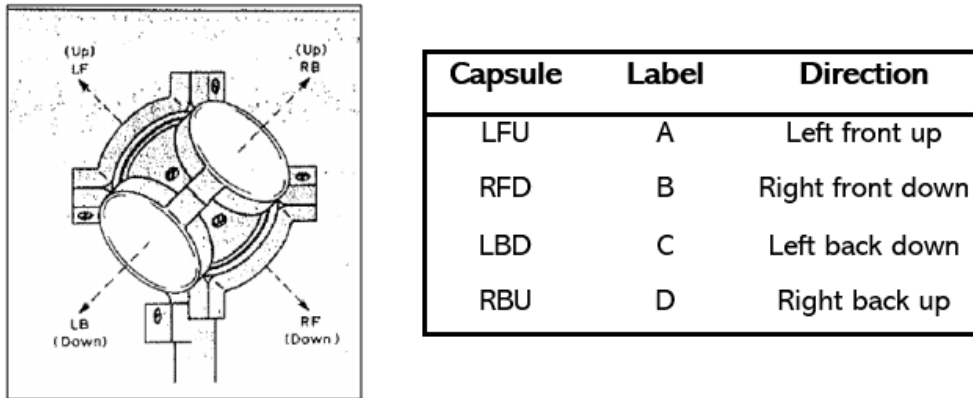 (Up)
LF
(Up)
RB
LB
(Down)
RF
(Down)
Capsule Label Direction
LFU A Left front up
RFD B Right front down
LBD C Left back down
RBU D Right back up